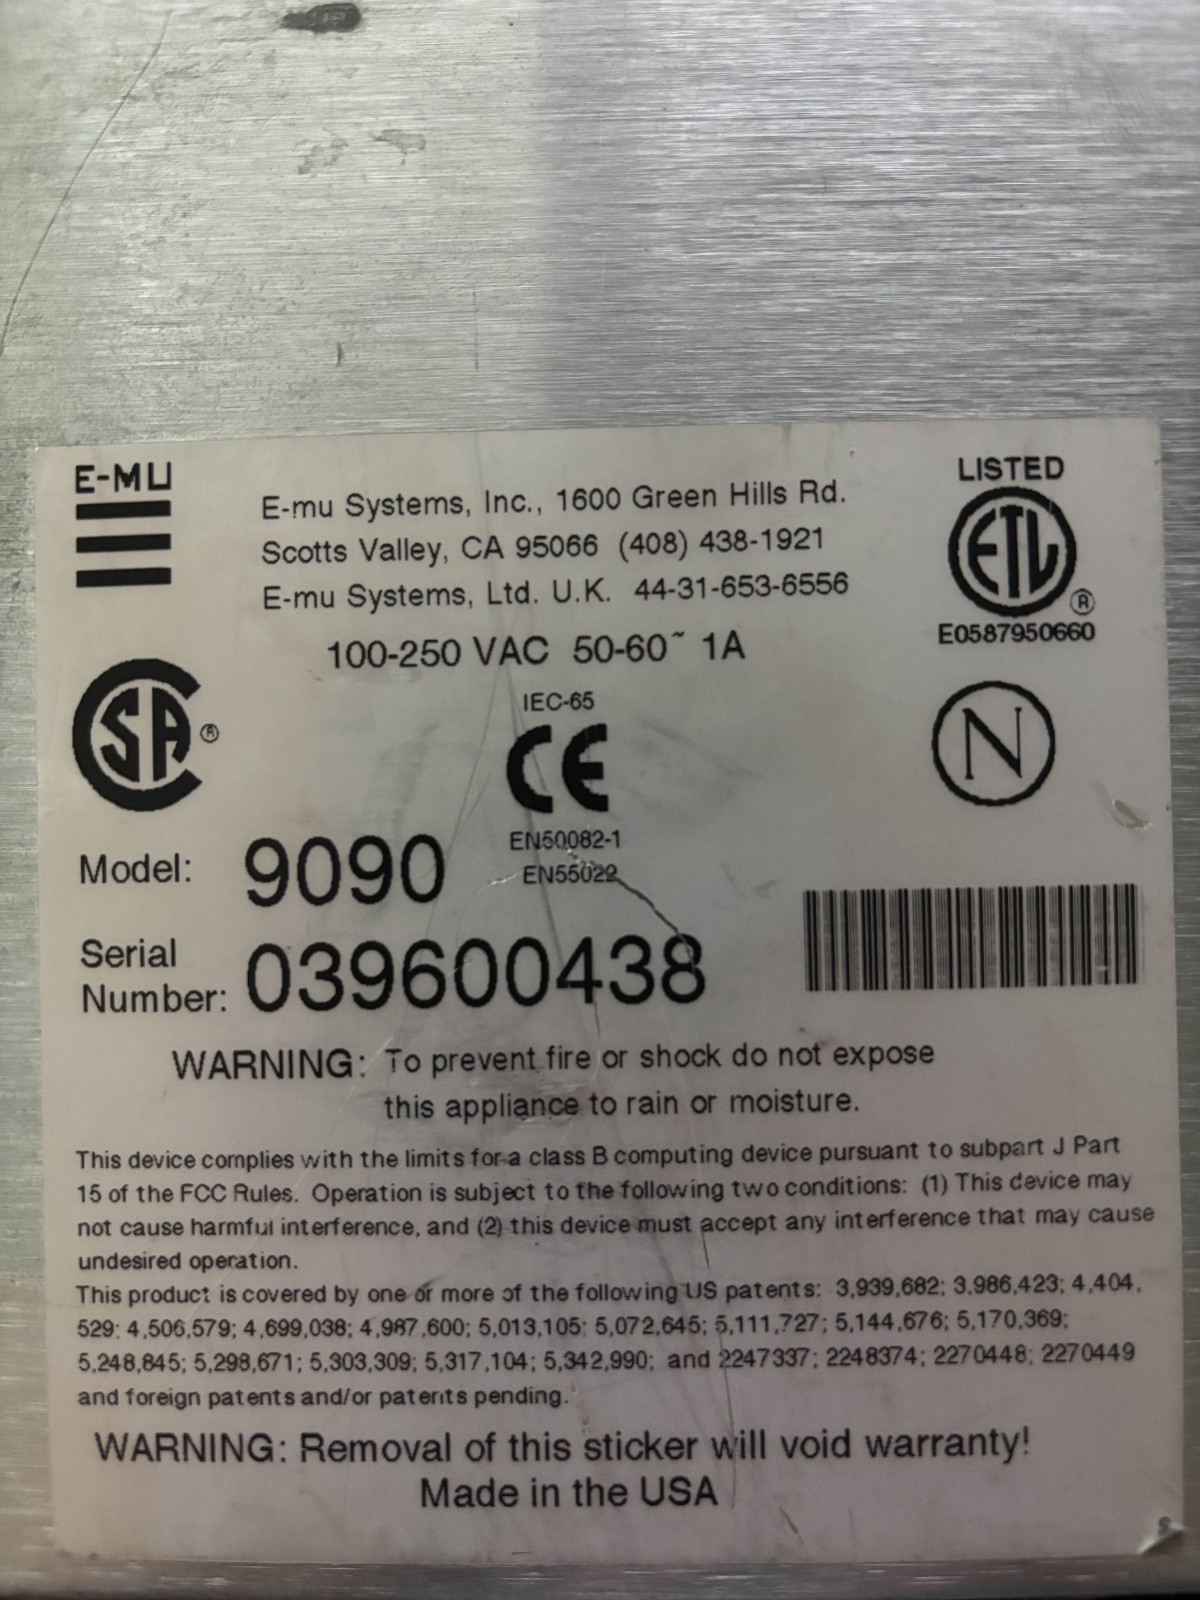 E-MU
E-mu Systems, Inc., 1600 Green Hills Rd.
Scotts Valley, CA 95066 (408) 438-1921
E-mu Systems, Ltd. U.K. 44-31-653-6556
100-250 VAC 50-60~ 1A
LISTED
ETL ®
E0587950660
CSA ®
IEC-65
CE
EN50082-1
EN55022
N
Model: 9090
Serial
Number: 039600438
WARNING: To prevent fire or shock do not expose
this appliance to rain or moisture.
This device complies with the limits for a class B computing device pursuant to subpart J Part
15 of the FCC Rules. Operation is subject to the following two conditions: (1) This device may
not cause harmful interference, and (2) this device must accept any interference that may cause
undesired operation.
This product is covered by one or more of the following US patents: 3,939,682; 3,986,423; 4,404,
529; 4,506,579; 4,699,038; 4,987,600; 5,013,105; 5,072,645; 5,111,727; 5,144,676; 5,170,369;
5,248,845; 5,298,671; 5,303,309; 5,317,104; 5,342,990; and 2247337; 2248374; 2270448; 2270449
and foreign patents and/or patents pending.
WARNING: Removal of this sticker will void warranty!
Made in the USA
S